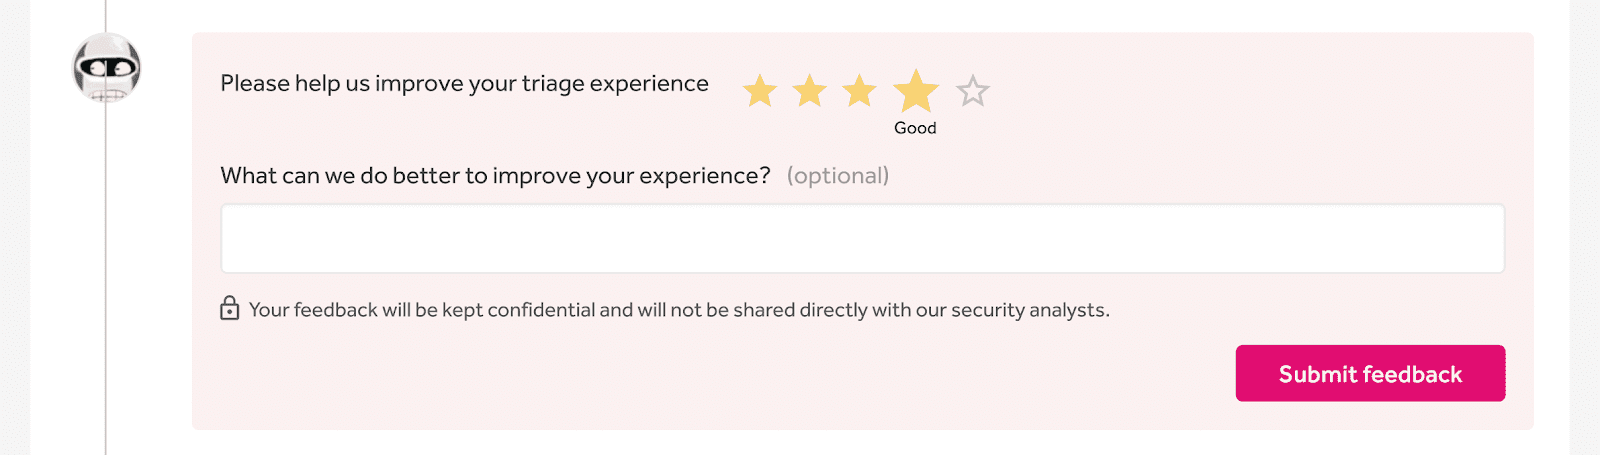 Please help us improve your triage experience
Good
What can we do better to improve your experience? (optional)
Your feedback will be kept confidential and will not be shared directly with our security analysts.
Submit feedback